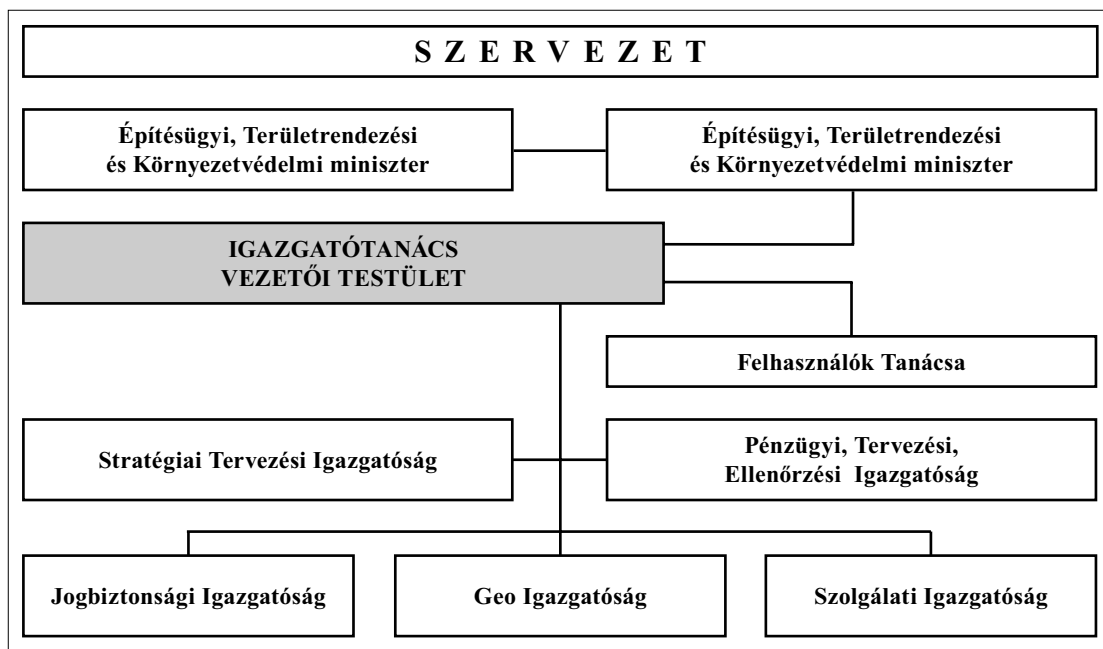 SZERVEZET
Építésügyi, Területrendezési
és Környezetvédelmi miniszter
Építésügyi, Területrendezési
és Környezetvédelmi miniszter
IGAZGATÓTANÁCS
VEZETŐI TESTÜLET
Felhasználók Tanácsa
Stratégiai Tervezési Igazgatóság
Pénzügyi, Tervezési,
Ellenőrzési Igazgatóság
Jogbiztonsági Igazgatóság
Geo Igazgatóság
Szolgálati Igazgatóság